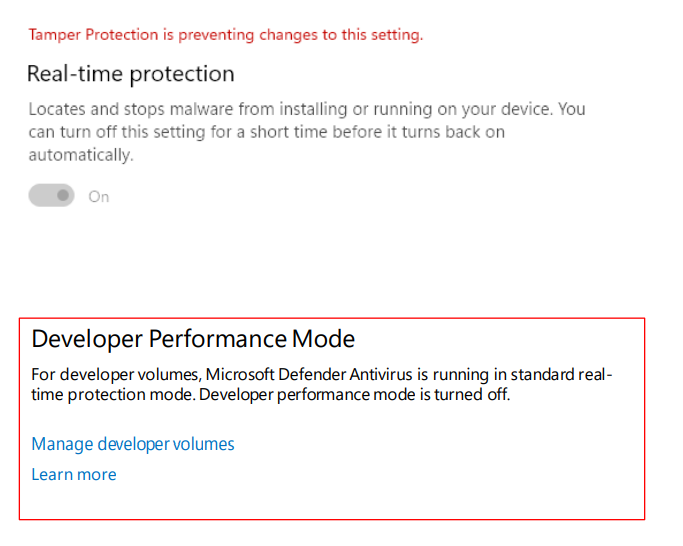 Tamper Protection is preventing changes to this setting.
Real-time protection
Locates and stops malware from installing or running on your device. You
can turn off this setting for a short time before it turns back on
automatically.
On
Developer Performance Mode
For developer volumes, Microsoft Defender Antivirus is running in standard real-
time protection mode. Developer performance mode is turned off.
Manage developer volumes
Learn more